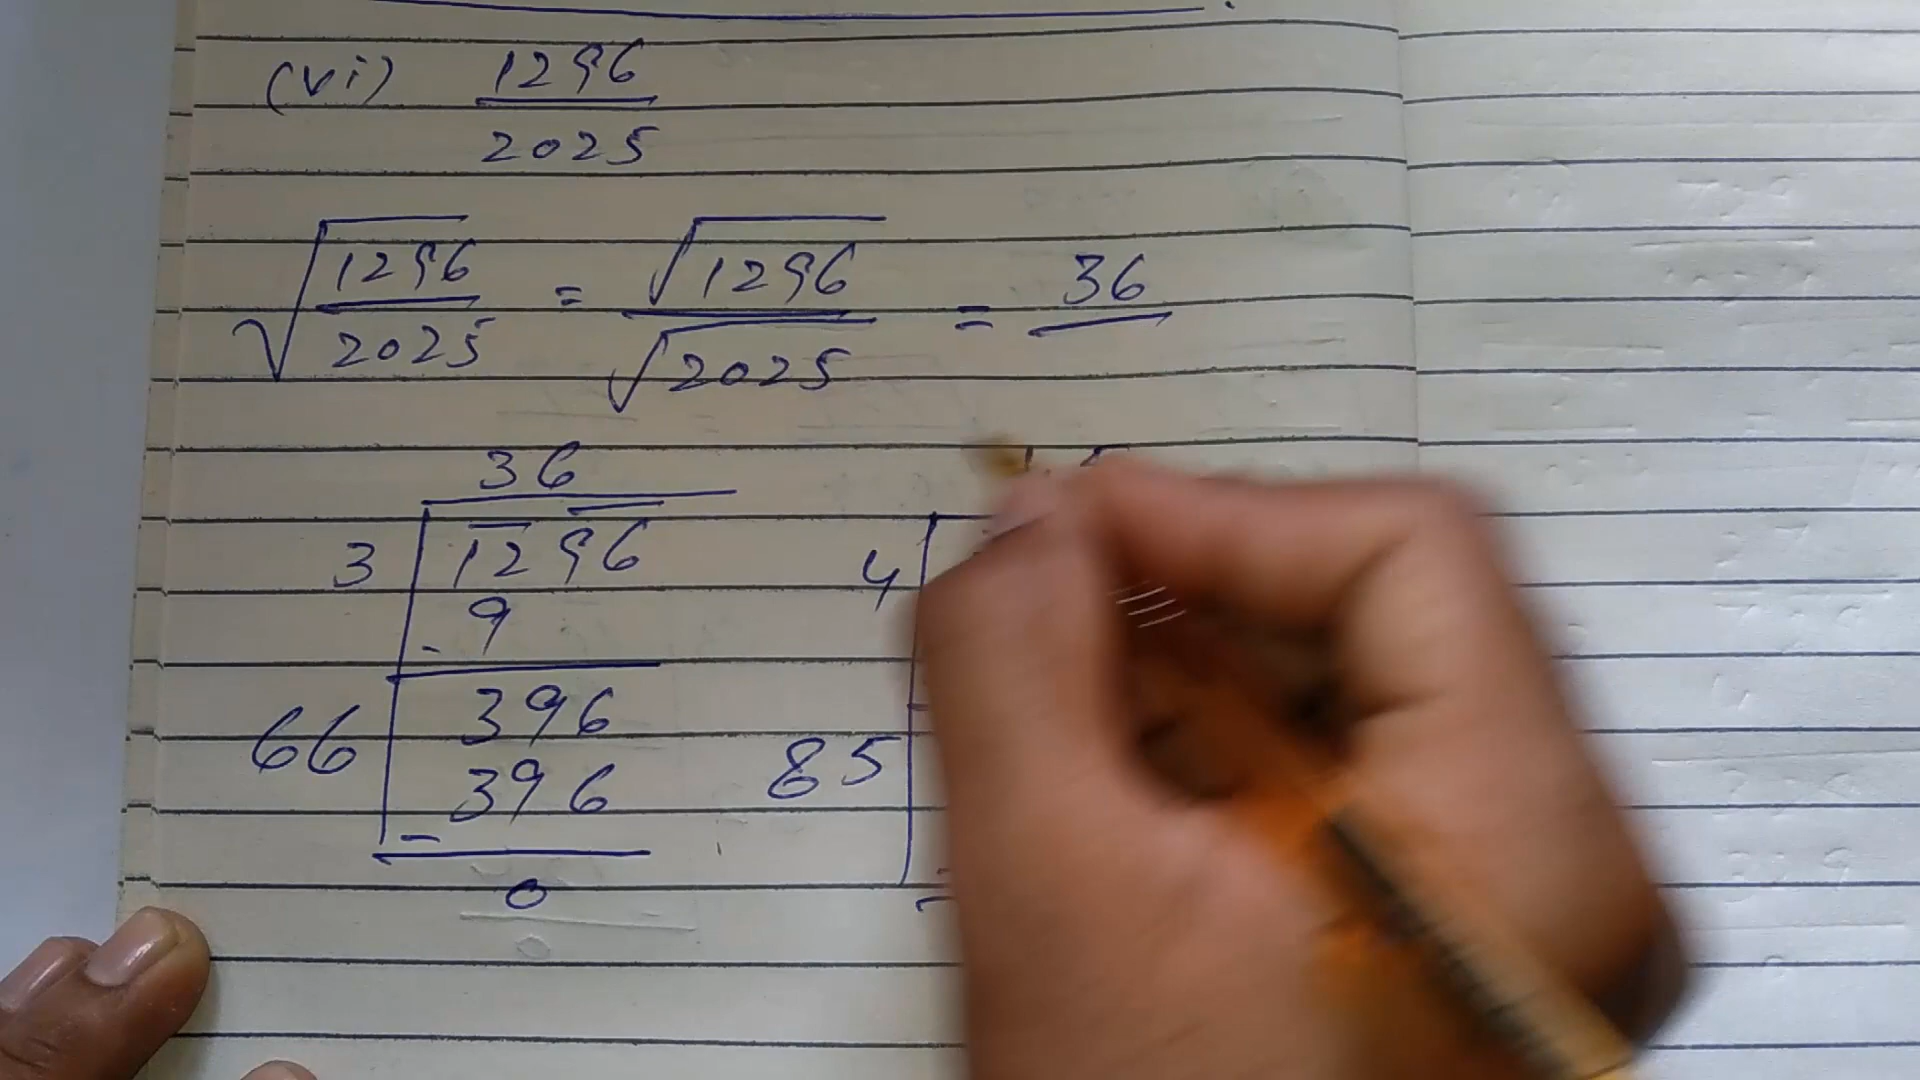 (vi) 1296
2025
√1296/2025 = √1296/√2025 = 36
36
3 1296 4
- 9
66 396 85
- 396
0